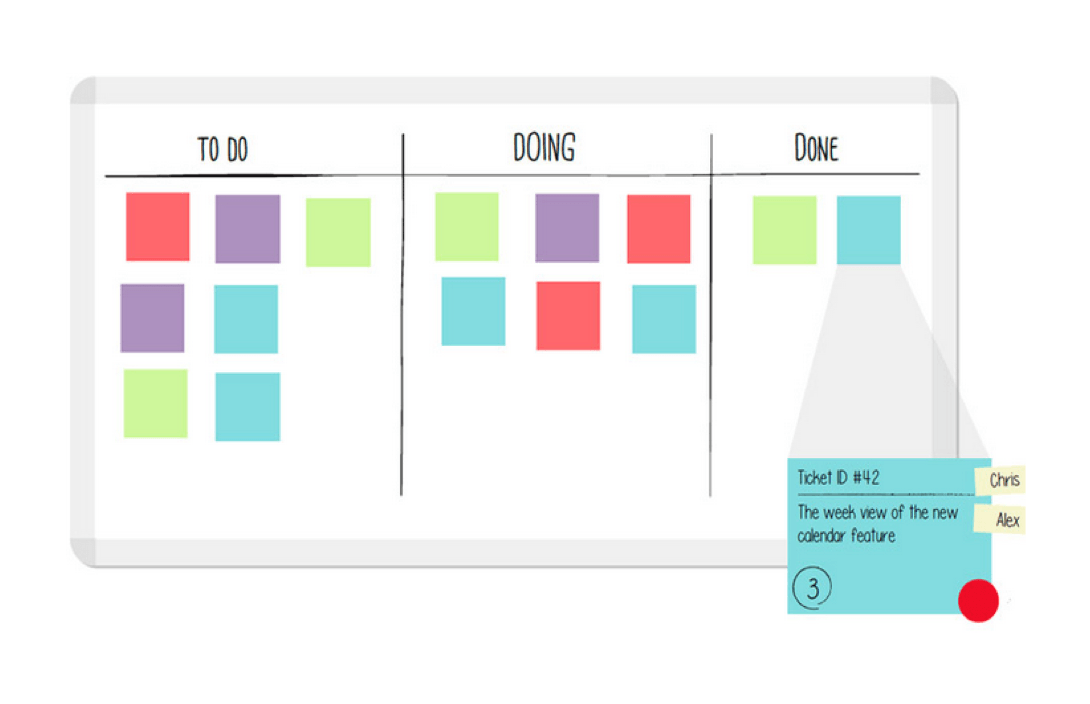 TO DO
DOING
DONE
Ticket ID #42
Chris
The week view of the new
calendar feature
Alex
3